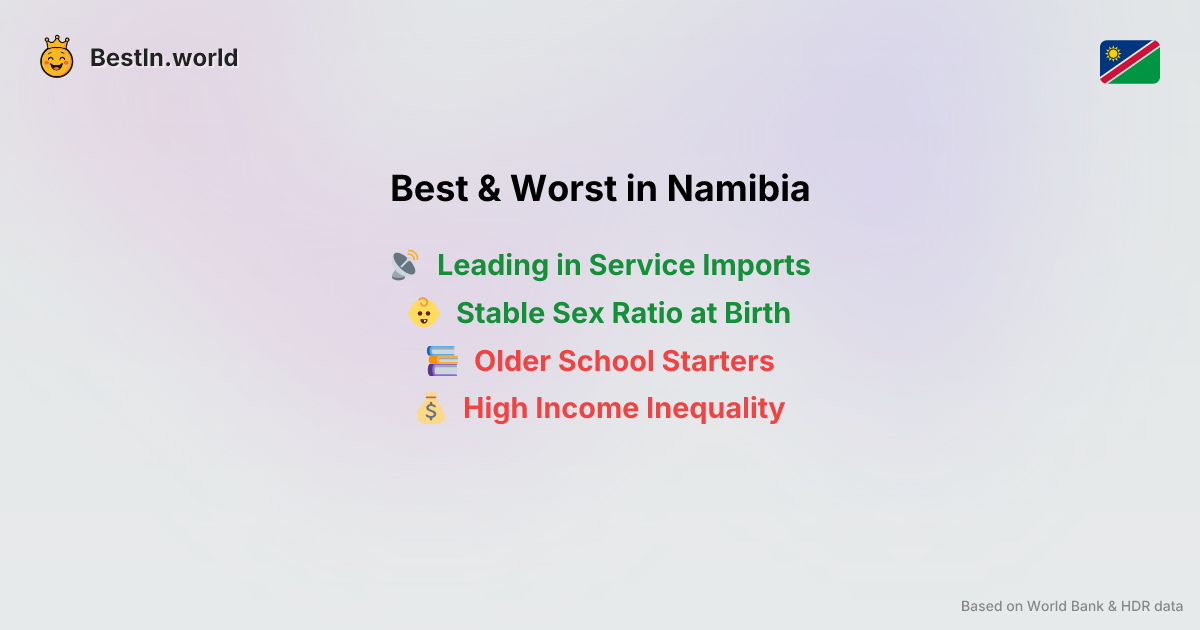 BestIn.world
Best & Worst in Namibia
Leading in Service Imports
Stable Sex Ratio at Birth
Older School Starters
High Income Inequality
Based on World Bank & HDR data